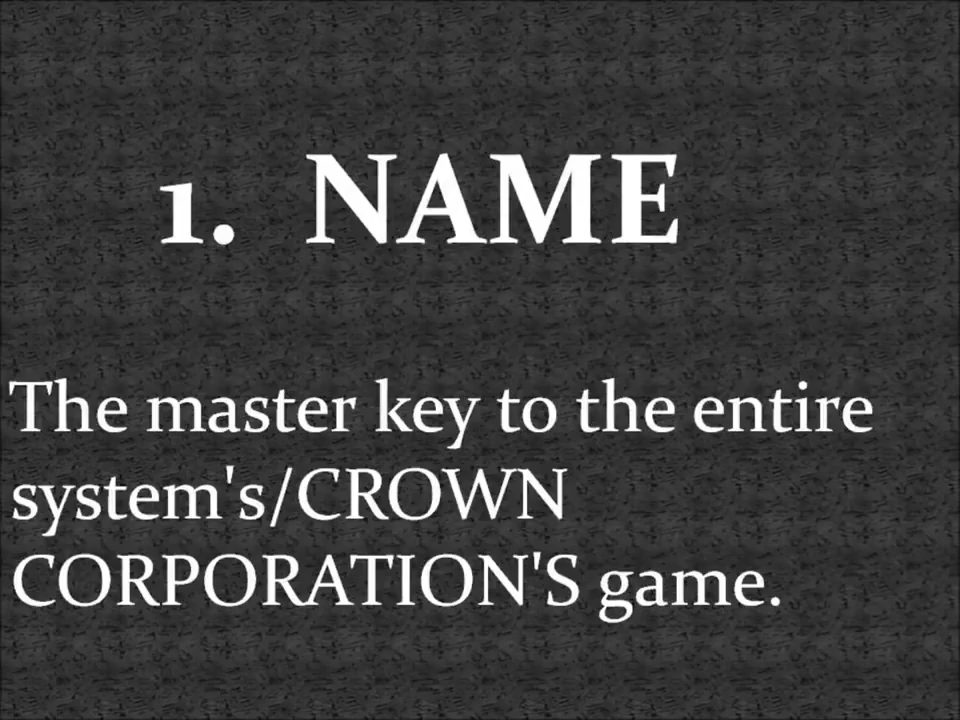 1. NAME
The master key to the entire
system's/CROWN
CORPORATION'S game.